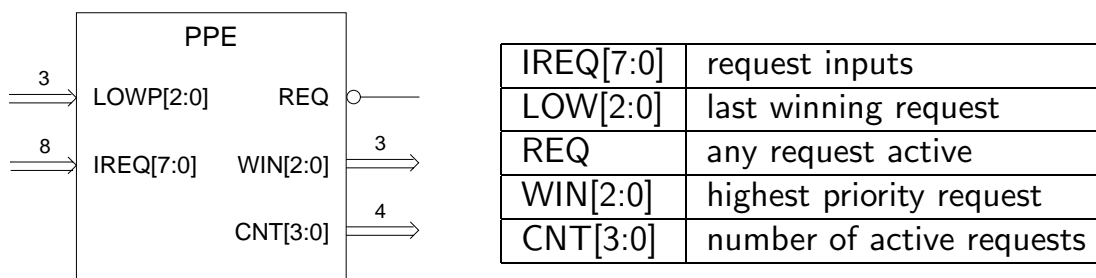 PPE
3
LOWP[2:0] REQ
8
3
IREQ[7:0] WIN[2:0]
4
CNT[3:0]
IREQ[7:0] request inputs
LOW[2:0] last winning request
REQ any request active
WIN[2:0] highest priority request
CNT[3:0] number of active requests